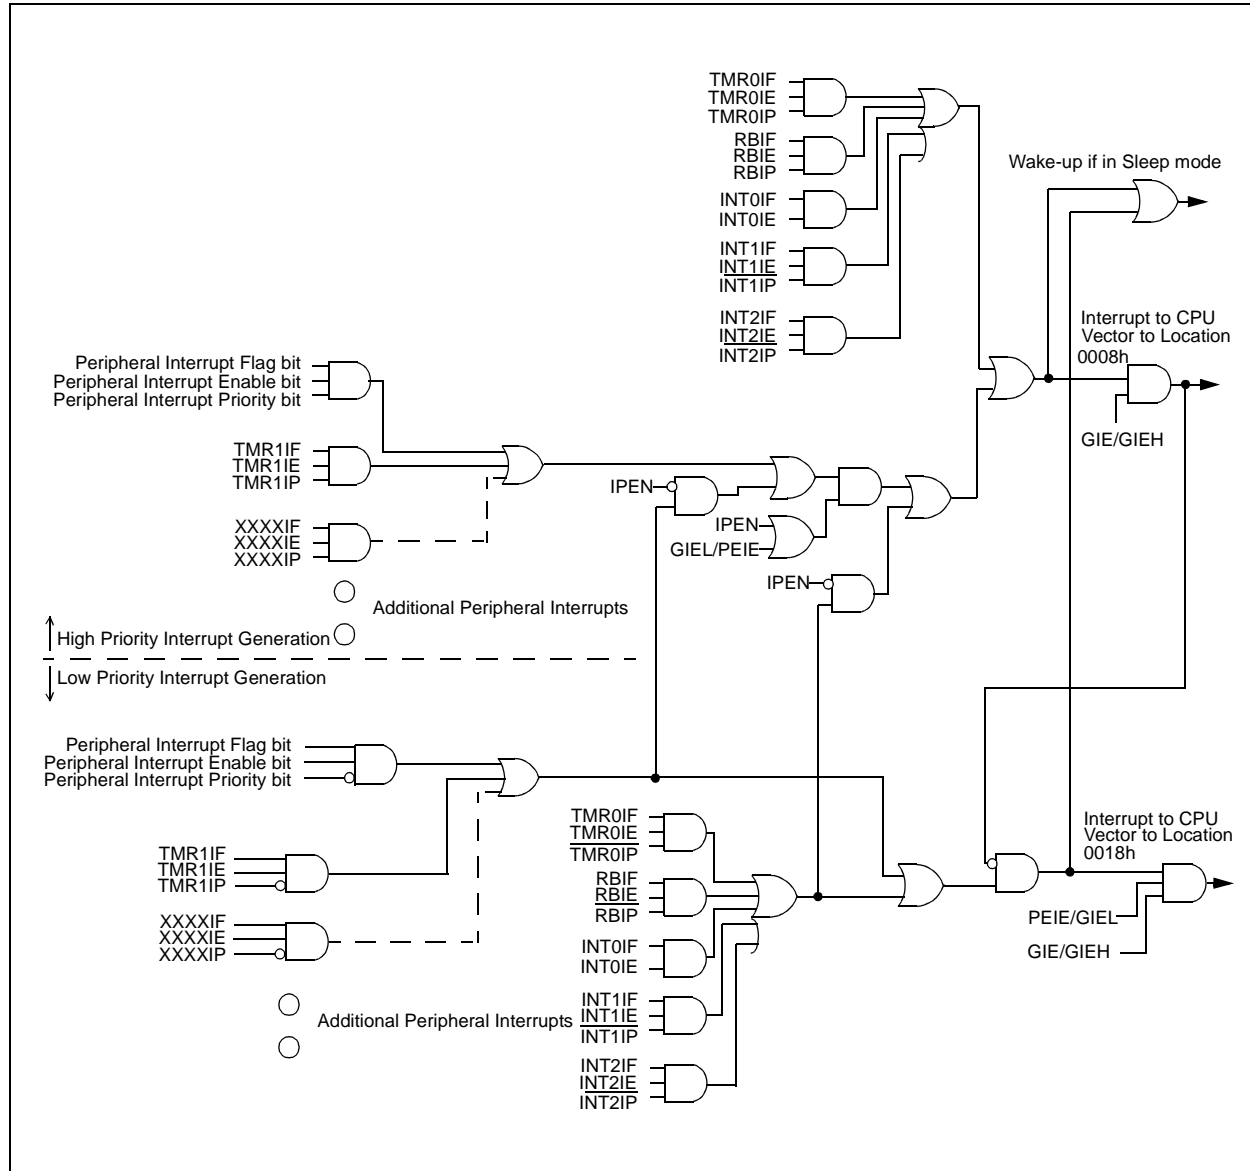 TMR0IF
TMR0IE
TMR0IP
RBIF
RBIE
RBIP
INT0IF
INT0IE
INT1IF
INT1IE
INT1IP
INT2IF
INT2IE
INT2IP
Wake-up if in Sleep mode
Interrupt to CPU
Vector to Location
0008h
GIE/GIEH
Peripheral Interrupt Flag bit
Peripheral Interrupt Enable bit
Peripheral Interrupt Priority bit
TMR1IF
TMR1IE
TMR1IP
XXXXIF
XXXXIE
XXXXIP
IPEN
IPEN
GIEL/PEIE
IPEN
Additional Peripheral Interrupts
High Priority Interrupt Generation
Low Priority Interrupt Generation
Peripheral Interrupt Flag bit
Peripheral Interrupt Enable bit
Peripheral Interrupt Priority bit
TMR1IF
TMR1IE
TMR1IP
XXXXIF
XXXXIE
XXXXIP
Additional Peripheral Interrupts
TMR0IF
TMR0IE
TMR0IP
RBIF
RBIE
RBIP
INT0IF
INT0IE
INT1IF
INT1IE
INT1IP
INT2IF
INT2IE
INT2IP
Interrupt to CPU
Vector to Location
0018h
PEIE/GIEL
GIE/GIEH